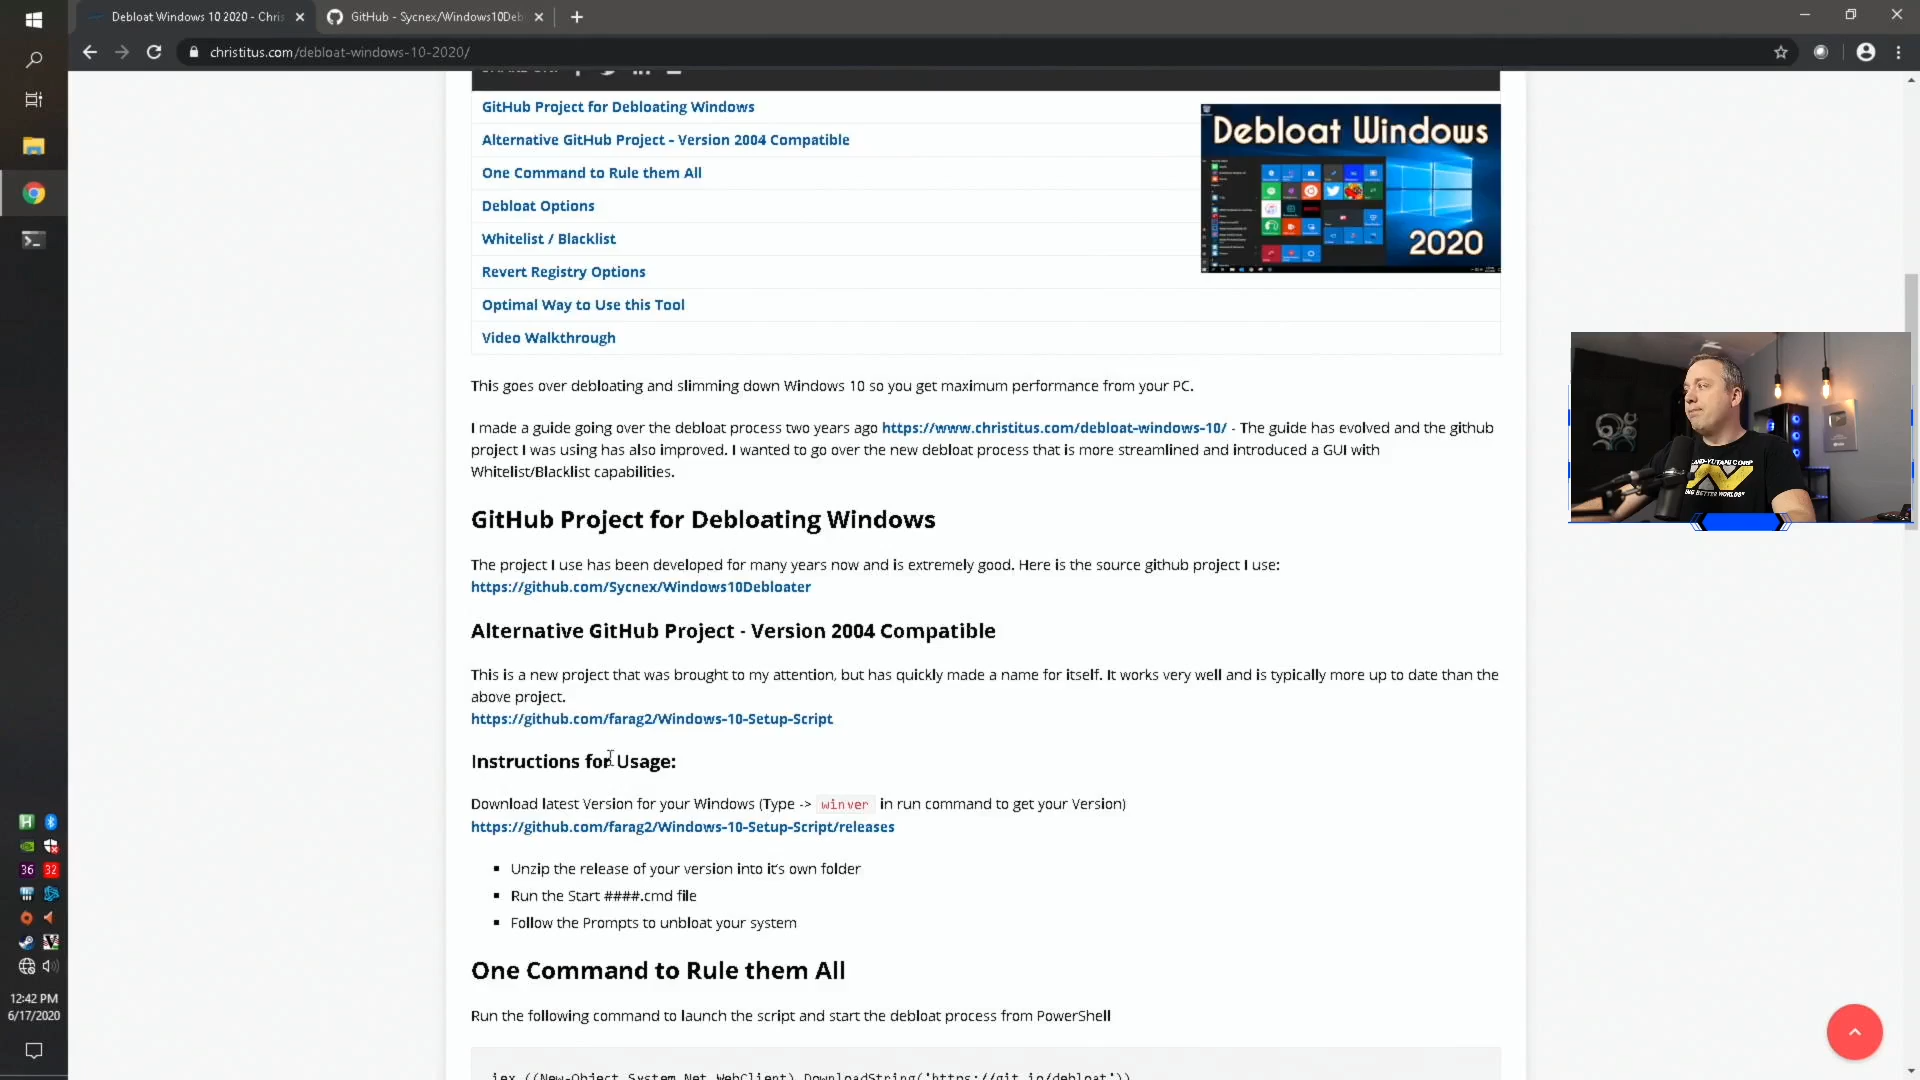 Debloat Windows 10 2020 - Chris
GitHub - Sycnex/Windows10Deb
christitus.com/debloat-windows-10-2020/
GitHub Project for Debloating Windows
Alternative GitHub Project - Version 2004 Compatible
One Command to Rule them All
Debloat Options
Whitelist / Blacklist
Revert Registry Options
Optimal Way to Use this Tool
Video Walkthrough
Debloat Windows
2020
This goes over debloating and slimming down Windows 10 so you get maximum performance from your PC.
I made a guide going over the debloat process two years ago https://www.christitus.com/debloat-windows-10/ - The guide has evolved and the github
project I was using has also improved. I wanted to go over the new debloat process that is more streamlined and introduced a GUI with
Whitelist/Blacklist capabilities.
GitHub Project for Debloating Windows
The project I use has been developed for many years now and is extremely good. Here is the source github project I use:
https://github.com/Sycnex/Windows10Debloater
Alternative GitHub Project - Version 2004 Compatible
This is a new project that was brought to my attention, but has quickly made a name for itself. It works very well and is typically more up to date than the
above project.
https://github.com/farag2/Windows-10-Setup-Script
Instructions for Usage:
Download latest Version for your Windows (Type -> winver in run command to get your Version)
https://github.com/farag2/Windows-10-Setup-Script/releases
Unzip the release of your version into it's own folder
Run the Start ####.cmd file
Follow the Prompts to unbloat your system
One Command to Rule them All
Run the following command to launch the script and start the debloat process from PowerShell
iex ((New-Object System.Net.WebClient).DownloadString('https://git.io/debloat'))
36 32
12:42 PM
6/17/2020